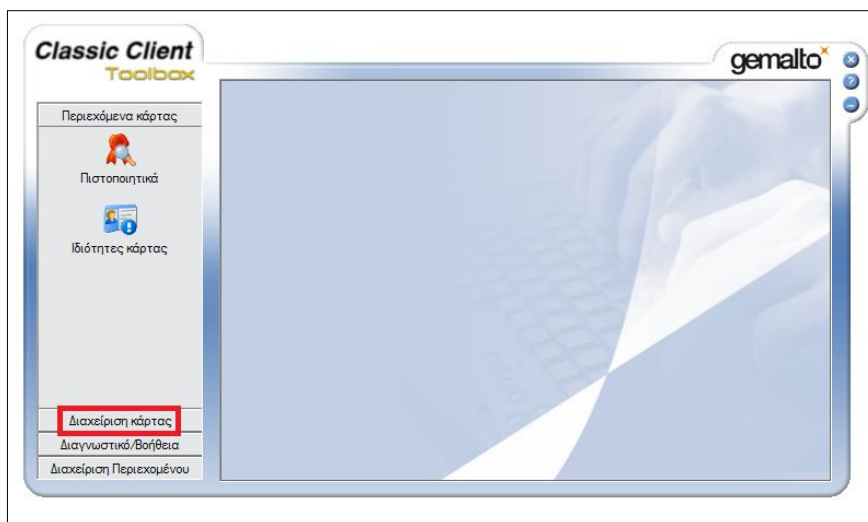 Classic Client
Toolbox
gemalto
Περιεχόμενα κάρτας
Πιστοποιητικά
Ιδιότητες κάρτας
Διαχείριση κάρτας
Διαγνωστικό/Βοήθεια
Διαχείριση Περιεχομένου